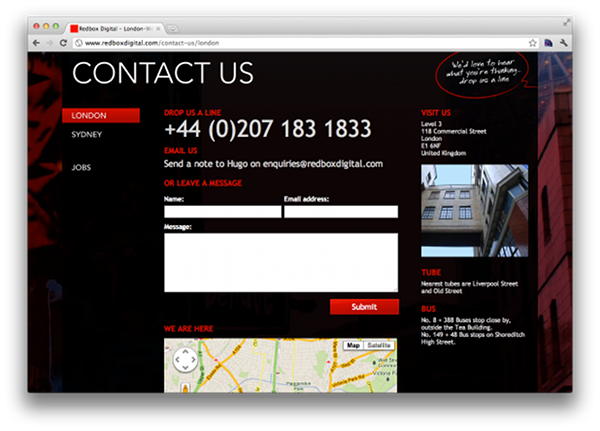 Redbox Digital - London-W
www.redboxdigital.com/contact-us/london
CONTACT US
We'd love to hear
what you're thinking...
drop us a line
LONDON
SYDNEY
JOBS
DROP US A LINE
+44 (0)207 183 1833
EMAIL US
Send a note to Hugo on enquiries@redboxdigital.com
OR LEAVE A MESSAGE
Name:
Email address:
Message:
Submit
WE ARE HERE
Map
Satellite
VISIT US
Level 3
118 Commercial Street
London
E1 6NF
United Kingdom
TUBE
Nearest tubes are Liverpool Street
and Old Street
BUS
No. 8 + 388 Buses stop close by,
outside the Tea Building.
No. 149 + 48 Bus stops on Shoreditch
High Street.